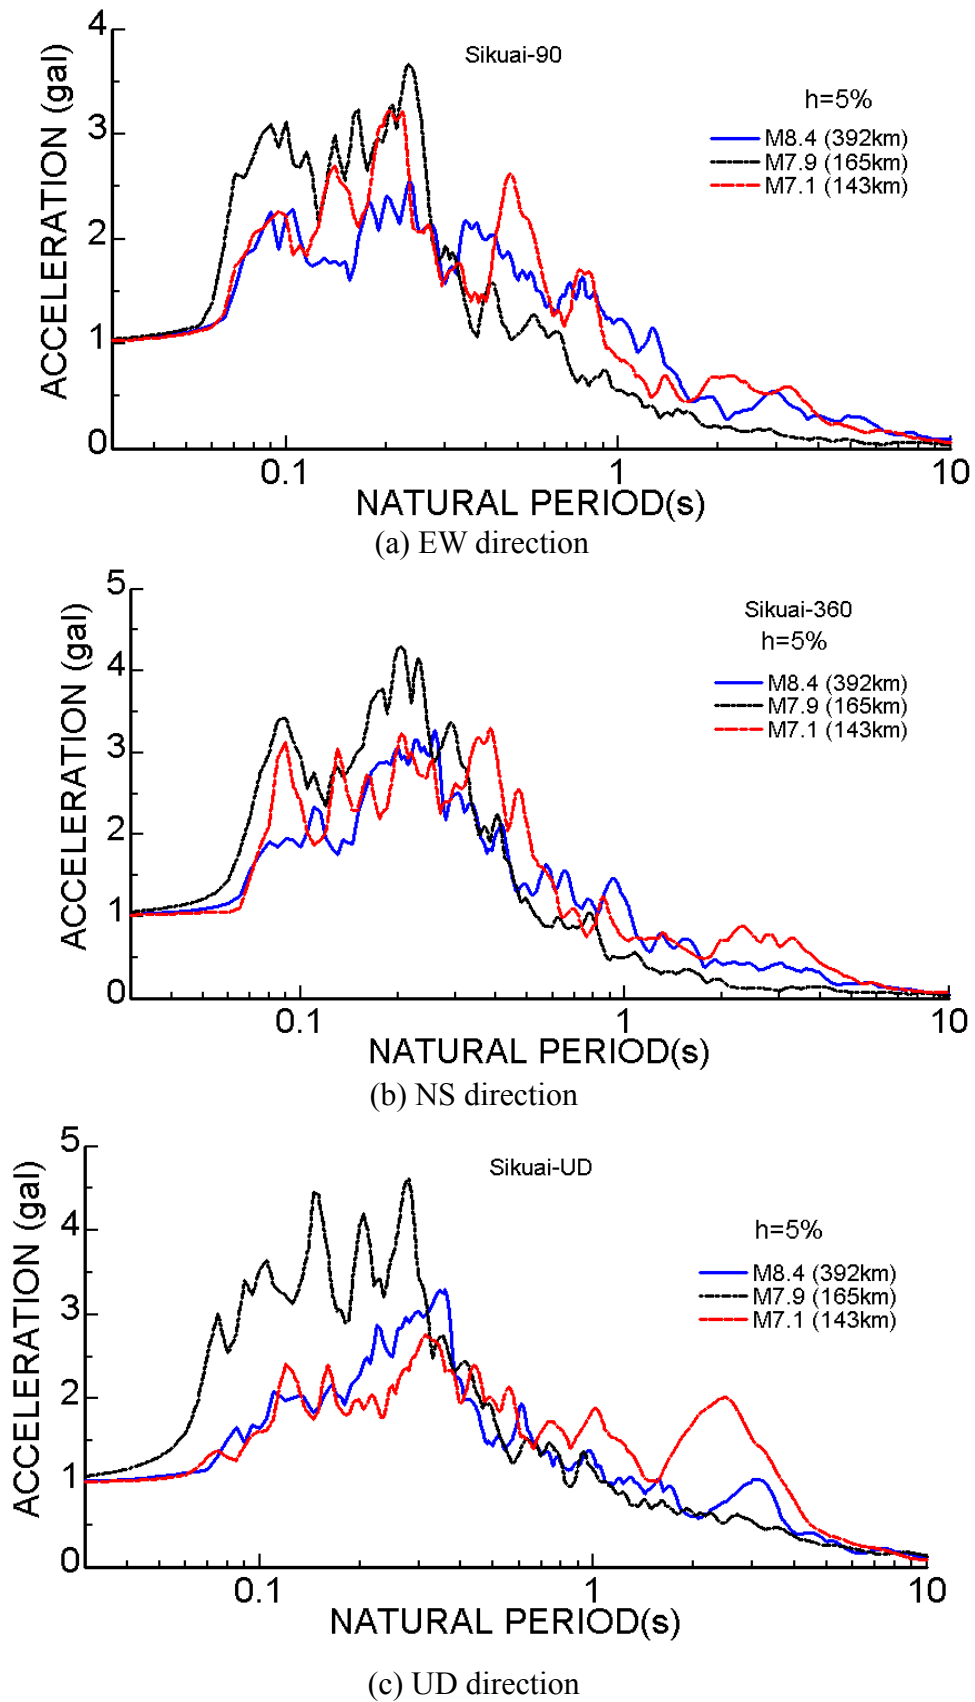 4
Sikuai-90
h=5%
M8.4 (392km)
M7.9 (165km)
M7.1 (143km)
3
2
1
0
ACCELERATION (gal)
0.1
1
10
NATURAL PERIOD(s)
(a) EW direction
5
Sikuai-360
h=5%
M8.4 (392km)
M7.9 (165km)
M7.1 (143km)
4
3
2
1
0
ACCELERATION (gal)
0.1
1
10
NATURAL PERIOD(s)
(b) NS direction
5
Sikuai-UD
h=5%
M8.4 (392km)
M7.9 (165km)
M7.1 (143km)
4
3
2
1
0
ACCELERATION (gal)
0.1
1
10
NATURAL PERIOD(s)
(c) UD direction